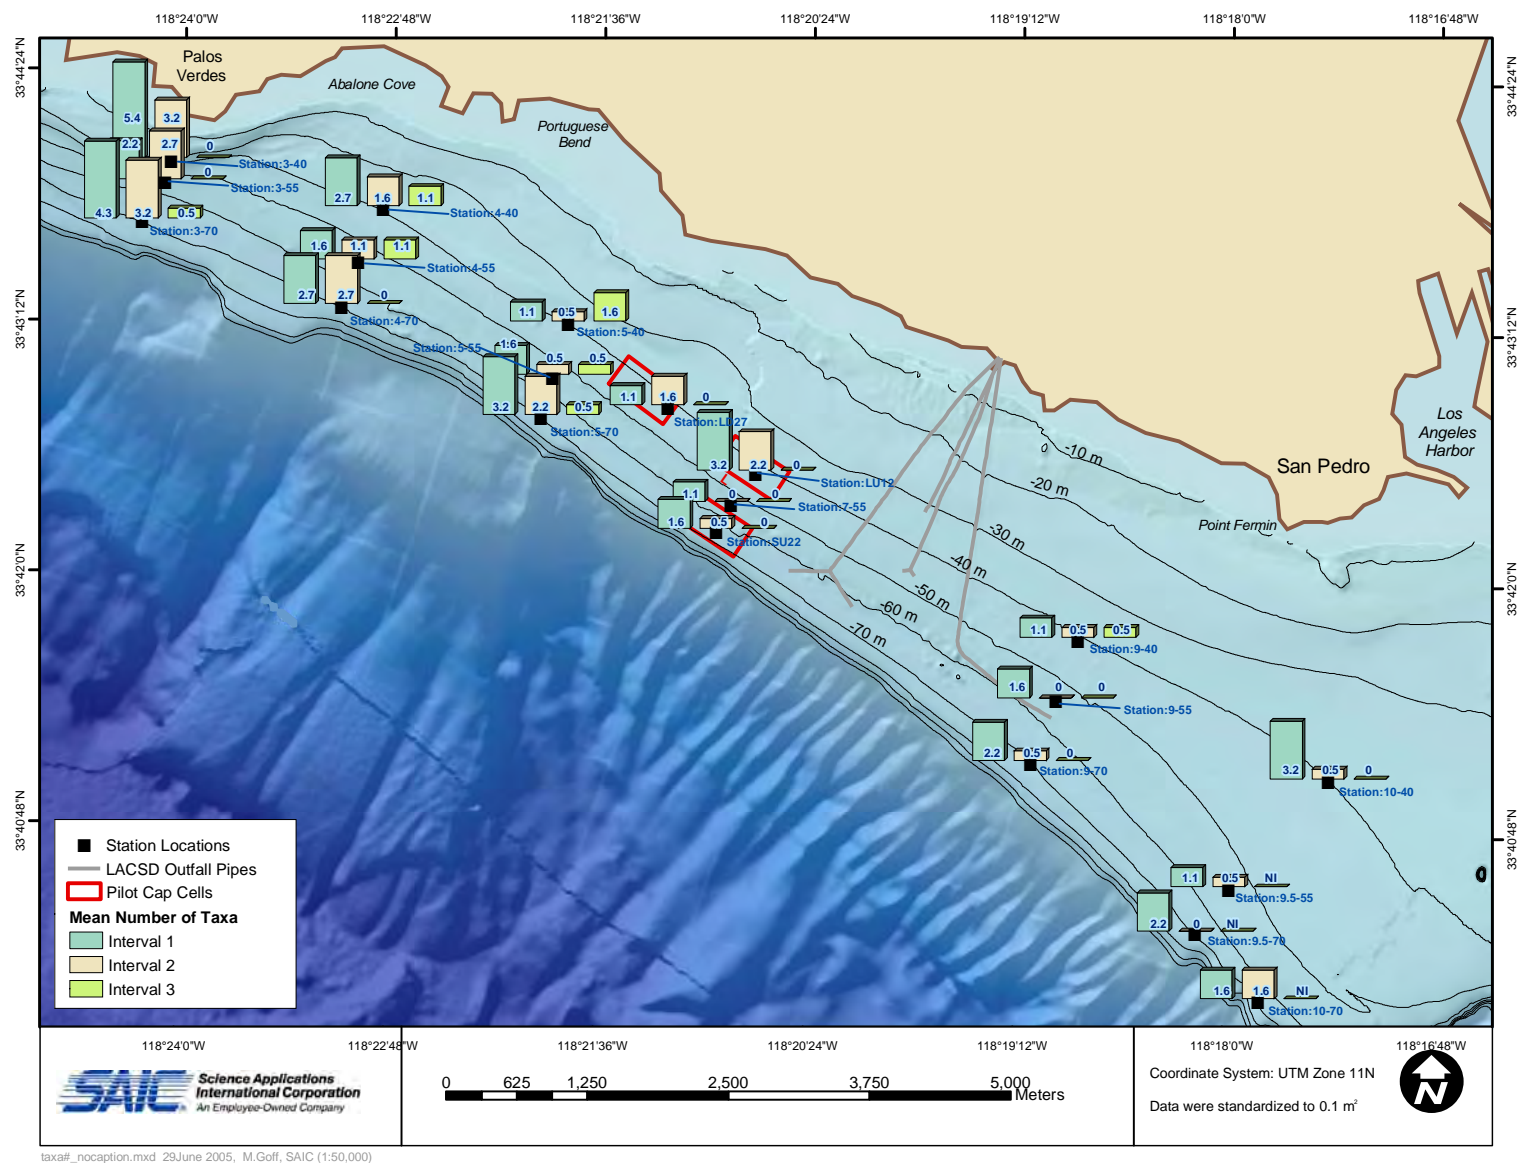 118°24'0"W 118°22'48"W 118°21'36"W 118°20'24"W 118°19'12"W 118°18'0"W 118°16'48"W
33°44'24"N
33°43'12"N
33°42'0"N
33°40'48"N
33°44'24"N
33°43'12"N
33°42'0"N
33°40'48"N
Palos
Verdes
Abalone Cove
Portuguese
Bend
San Pedro
Point Fermin
Los
Angeles
Harbor
5.4 3.2 0
Station:3-40
2.2 2.7 0
Station:3-55
4.3 3.2 0.5
Station:3-70
2.7 1.6 1.1
Station:4-40
1.6 1.1 1.1
Station:4-55
2.7 2.7 0
Station:4-70
1.1 0.5 1.6
Station:5-40
Station:5-55
1.6 0.5 0.5
3.2 2.2 0.5
Station:5-70
1.1 1.6 0
Station:LD27
3.2 2.2 0
Station:LU12
1.1 0 0
Station:7-55
1.6 0.5 0
Station:SU22
-10 m
-20 m
-30 m
-40 m
-50 m
-60 m
-70 m
1.1 0.5 0.5
Station:9-40
1.6 0 0
Station:9-55
2.2 0.5 0
Station:9-70
3.2 0.5 0
Station:10-40
1.1 0.5 NI
Station:9.5-55
2.2 0 NI
Station:9.5-70
1.6 1.6 NI
Station:10-70
Station Locations
LACSD Outfall Pipes
Pilot Cap Cells
Mean Number of Taxa
Interval 1
Interval 2
Interval 3
118°24'0"W 118°22'48"W 118°21'36"W 118°20'24"W 118°19'12"W 118°18'0"W 118°16'48"W
SAIC
Science Applications
International Corporation
An Employee-Owned Company
0 625 1,250 2,500 3,750 5,000
Meters
Coordinate System: UTM Zone 11N
Data were standardized to 0.1 m²
N
taxa#_nocaption.mxd 29June 2005, M.Goff, SAIC (1:50,000)